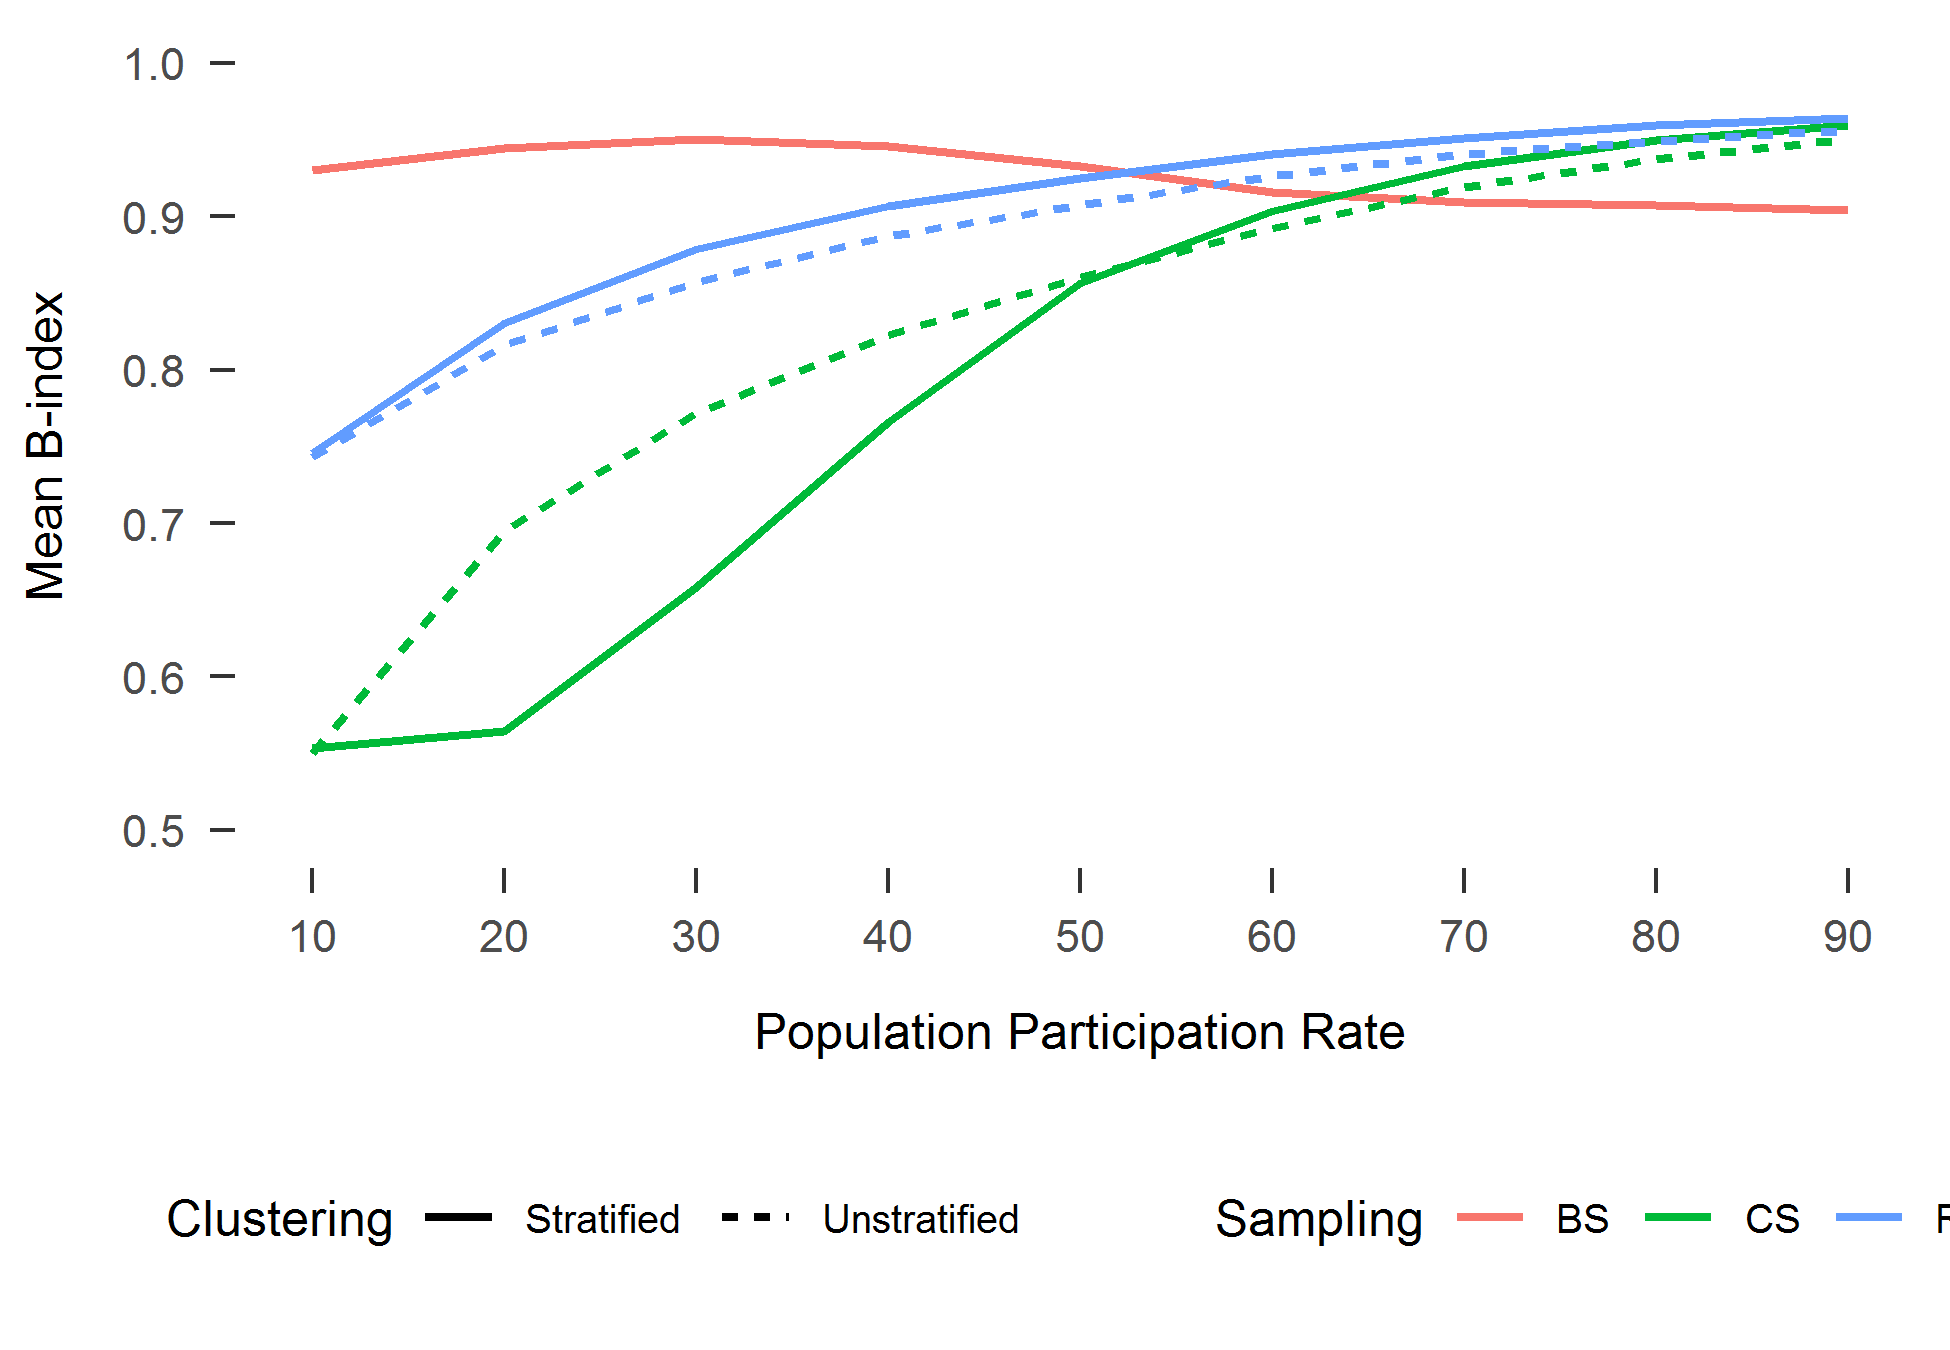 1.0
0.9
0.8
0.7
0.6
0.5
Mean B-index
10 20 30 40 50 60 70 80 90
Population Participation Rate
Clustering Stratified Unstratified Sampling BS CS